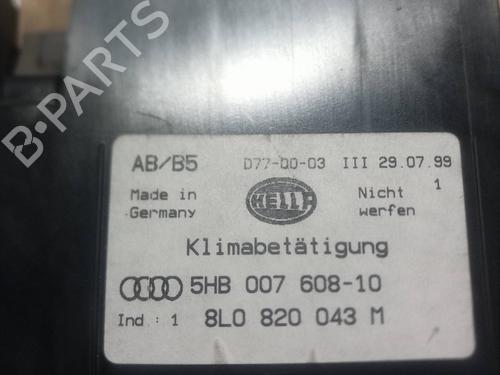 AB/B5 D77-00-03 III 29.07.99
Made in Germany
HELLA
Nicht werfen
1
Klimabetätigung
5HB 007 608-10
Ind : 1 8L0 820 043 M
B-PARTS